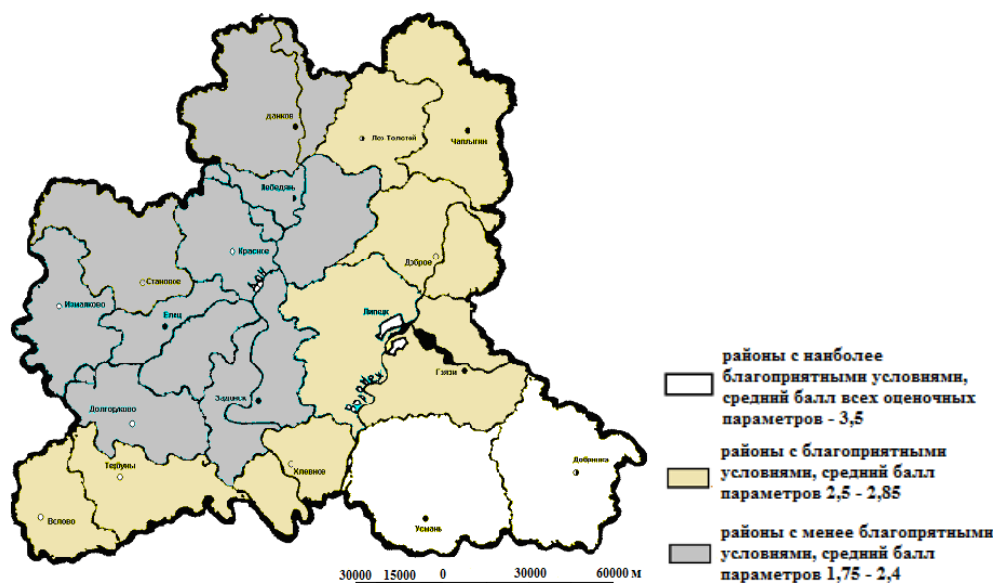 Данков
Лев Толстой
Чаплыгин
Лебедянь
Красное
Доброе
Становое
Дон
Измалково
Елец
Липецк
Грязи
Задонск
Воронеж
Долгоруково
Тербуны
Хлевное
Добринка
Волово
Усмань
районы с наиболее
благоприятными условиями,
средний балл всех оценочных
параметров - 3,5
районы с благоприятными
условиями, средний балл
параметров 2,5 - 2,85
районы с менее благопрятными
условиями, средний балл
параметров 1,75 - 2,4
30000 15000 0 30000 60000 м